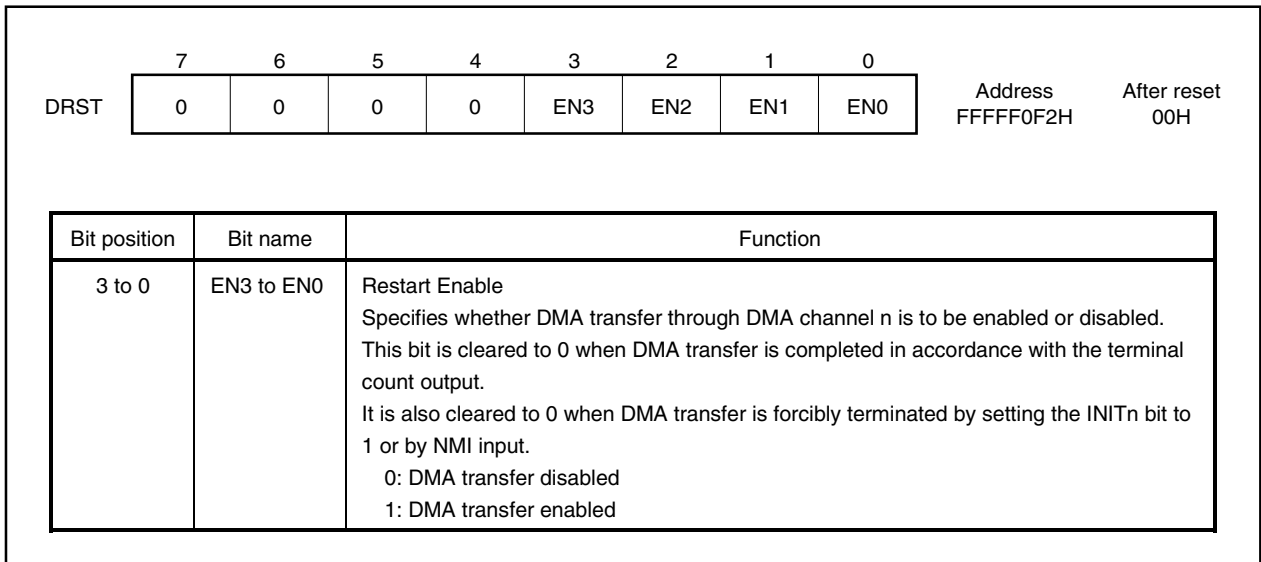 7 6 5 4 3 2 1 0
DRST 0 0 0 0 EN3 EN2 EN1 EN0 Address After reset
FFFFF0F2H 00H
Bit position Bit name Function
3 to 0 EN3 to EN0 Restart Enable
Specifies whether DMA transfer through DMA channel n is to be enabled or disabled.
This bit is cleared to 0 when DMA transfer is completed in accordance with the terminal
count output.
It is also cleared to 0 when DMA transfer is forcibly terminated by setting the INITn bit to
1 or by NMI input.
0: DMA transfer disabled
1: DMA transfer enabled